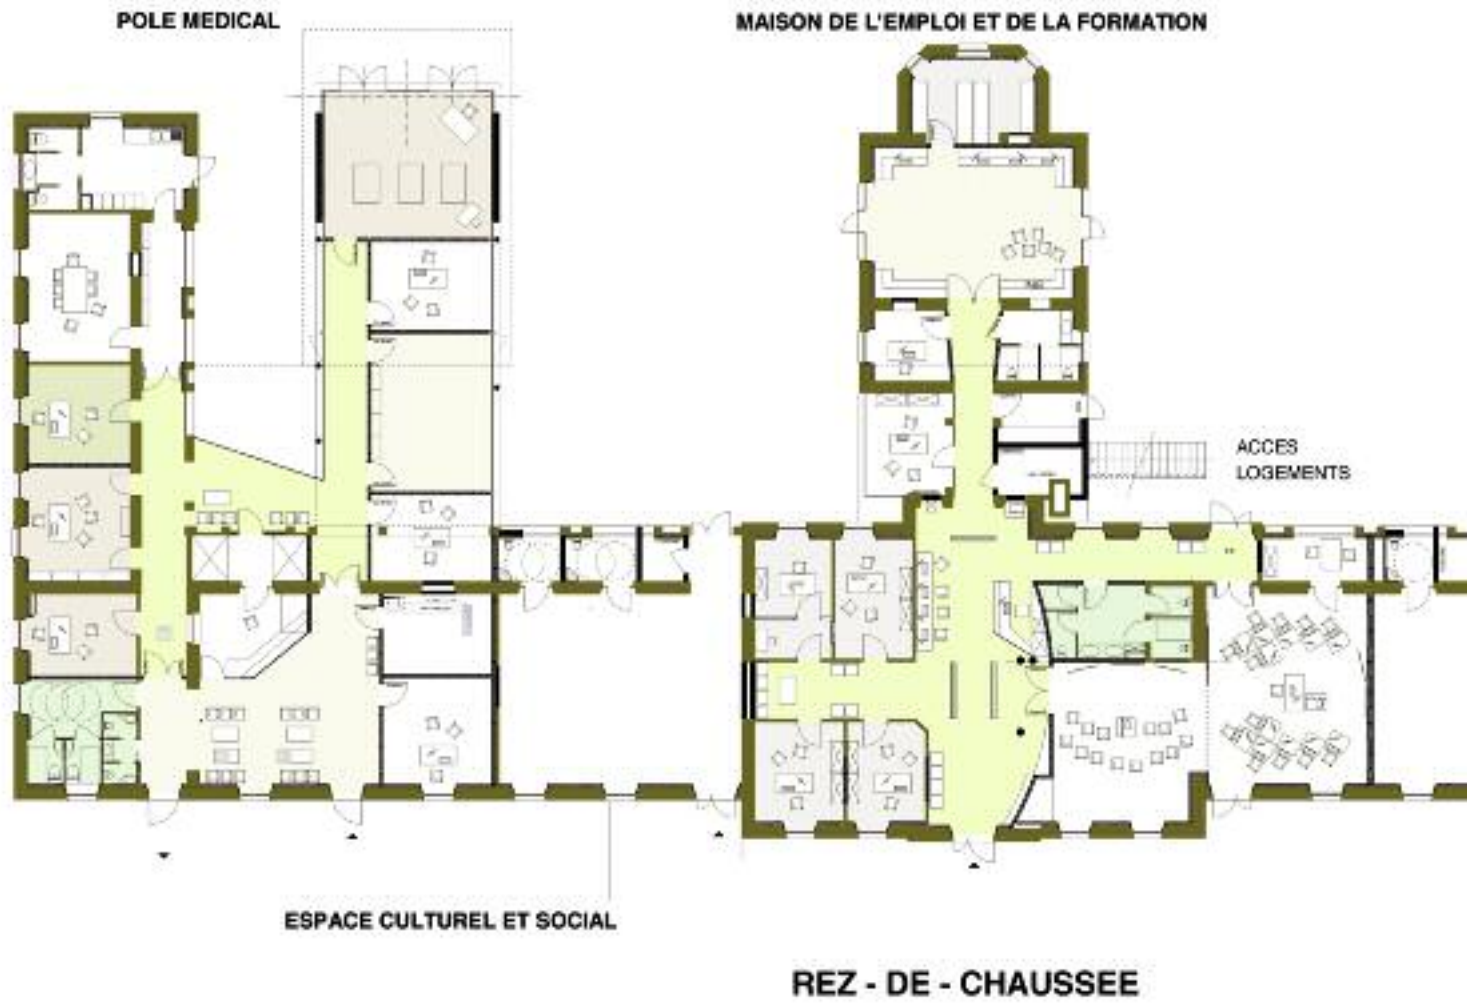 POLE MEDICAL
MAISON DE L'EMPLOI ET DE LA FORMATION
ACCES
LOGEMENTS
ESPACE CULTUREL ET SOCIAL
REZ - DE - CHAUSSEE